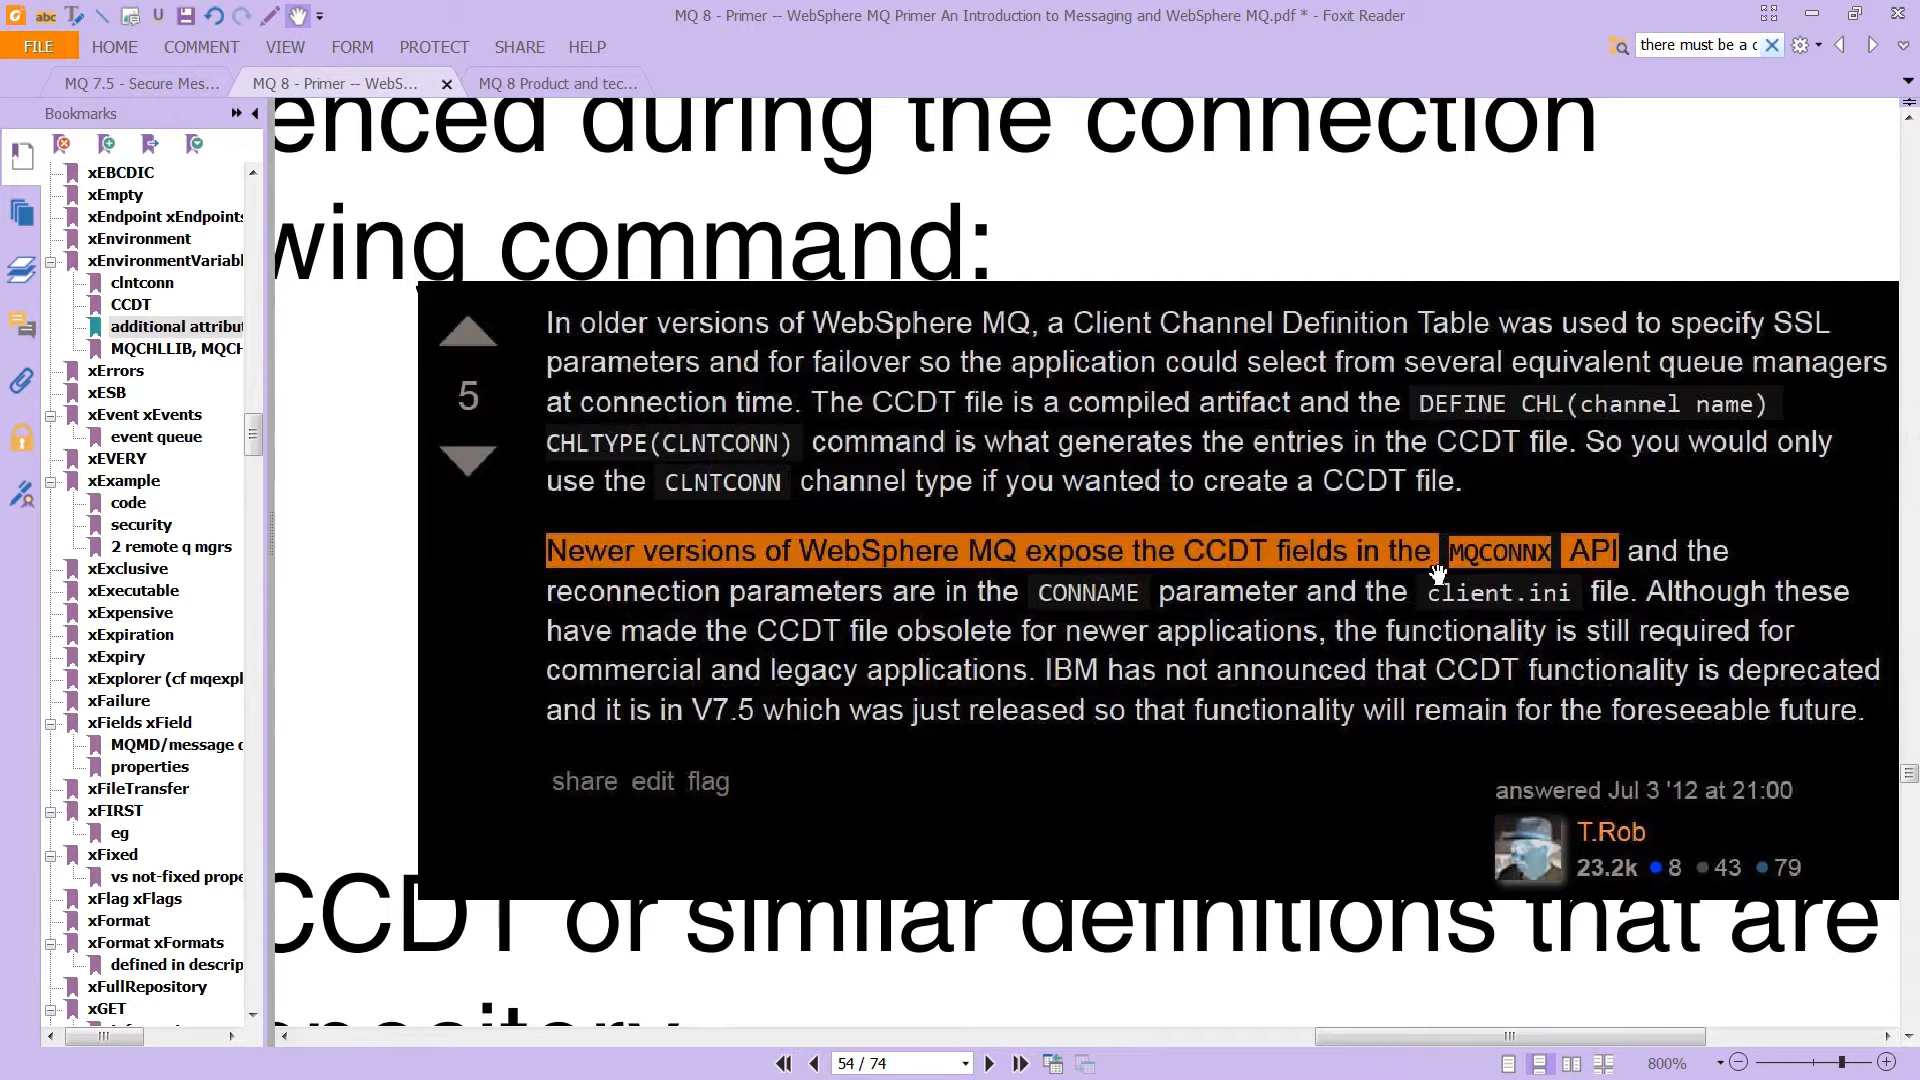 MQ 8 - Primer -- WebSphere MQ Primer An Introduction to Messaging and WebSphere MQ.pdf * - Foxit Reader
FILE HOME COMMENT VIEW FORM PROTECT SHARE HELP
there must be a c
MQ 7.5 - Secure Mes...
MQ 8 - Primer -- WebS...
MQ 8 Product and tec...
Bookmarks
xEBCDIC
xEmpty
xEndpoint xEndpoints
xEnvironment
xEnvironmentVariabl
clntconn
CCDT
additional attribut
MQCHLLIB, MQCH
xErrors
xESB
xEvent xEvents
event queue
xEVERY
xExample
code
security
2 remote q mgrs
xExclusive
xExecutable
xExpensive
xExpiration
xExpiry
xExplorer (cf mqexpl
xFailure
xFields xField
MQMD/message d
properties
xFileTransfer
xFIRST
eg
xFixed
vs not-fixed prope
xFlag xFlags
xFormat
xFormat xFormats
defined in descrip
xFullRepository
xGET
enced during the connection
wing command:
5
In older versions of WebSphere MQ, a Client Channel Definition Table was used to specify SSL
parameters and for failover so the application could select from several equivalent queue managers
at connection time. The CCDT file is a compiled artifact and the DEFINE CHL(channel name)
CHLTYPE(CLNTCONN) command is what generates the entries in the CCDT file. So you would only
use the CLNTCONN channel type if you wanted to create a CCDT file.
Newer versions of WebSphere MQ expose the CCDT fields in the MQCONNX API and the
reconnection parameters are in the CONNAME parameter and the client.ini file. Although these
have made the CCDT file obsolete for newer applications, the functionality is still required for
commercial and legacy applications. IBM has not announced that CCDT functionality is deprecated
and it is in V7.5 which was just released so that functionality will remain for the foreseeable future.
share edit flag
answered Jul 3 '12 at 21:00
T.Rob
23.2k 8 43 79
CCDT or similar definitions that are
pository
54 / 74
800%